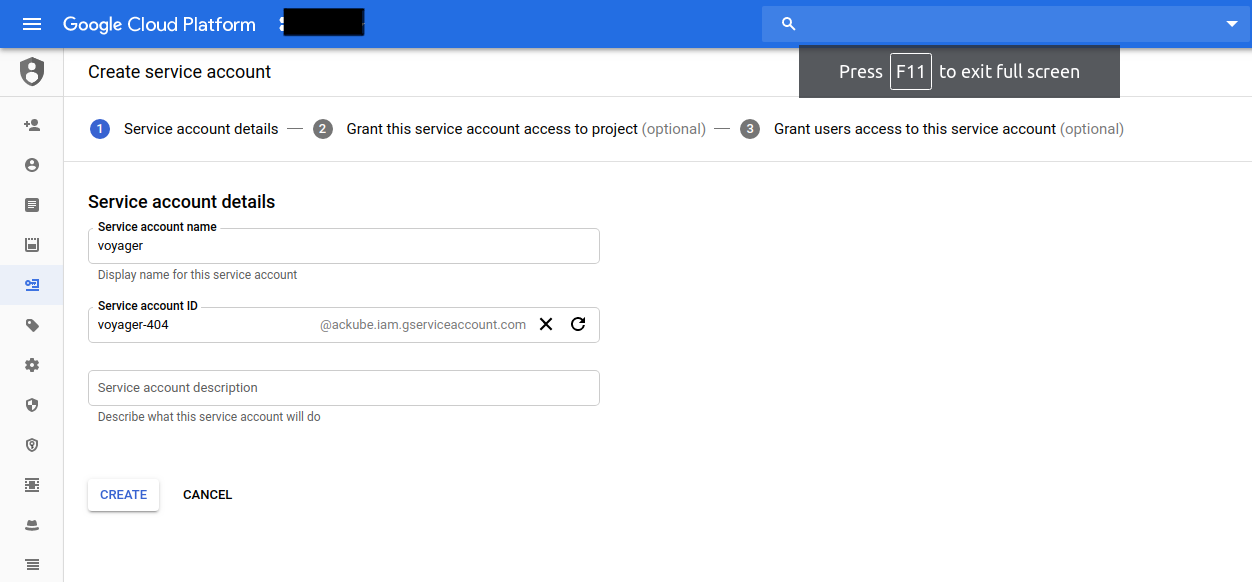 Google Cloud Platform
Press F11 to exit full screen
Create service account
1 Service account details — 2 Grant this service account access to project (optional) — 3 Grant users access to this service account (optional)
Service account details
Service account name
voyager
Display name for this service account
Service account ID
voyager-404 @ackube.iam.gserviceaccount.com
Service account description
Describe what this service account will do
CREATE CANCEL